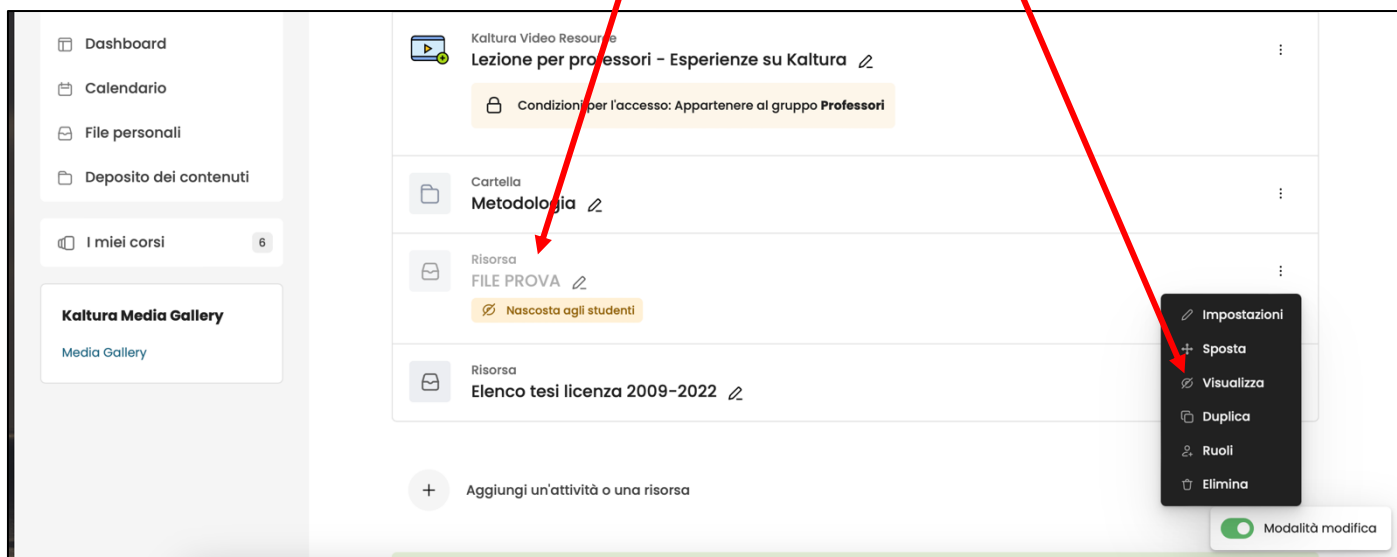 Dashboard
Calendario
File personali
Deposito dei contenuti
I miei corsi 6
Kaltura Media Gallery
Media Gallery
Kaltura Video Resource
Lezione per professori - Esperienze su Kaltura
Condizioni per l'accesso: Appartenere al gruppo Professori
Cartella
Metodologia
Risorsa
FILE PROVA
Nascosta agli studenti
Risorsa
Elenco tesi licenza 2009-2022
Aggiungi un'attività o una risorsa
Impostazioni
Sposta
Visualizza
Duplica
Ruoli
Elimina
Modalità modifica